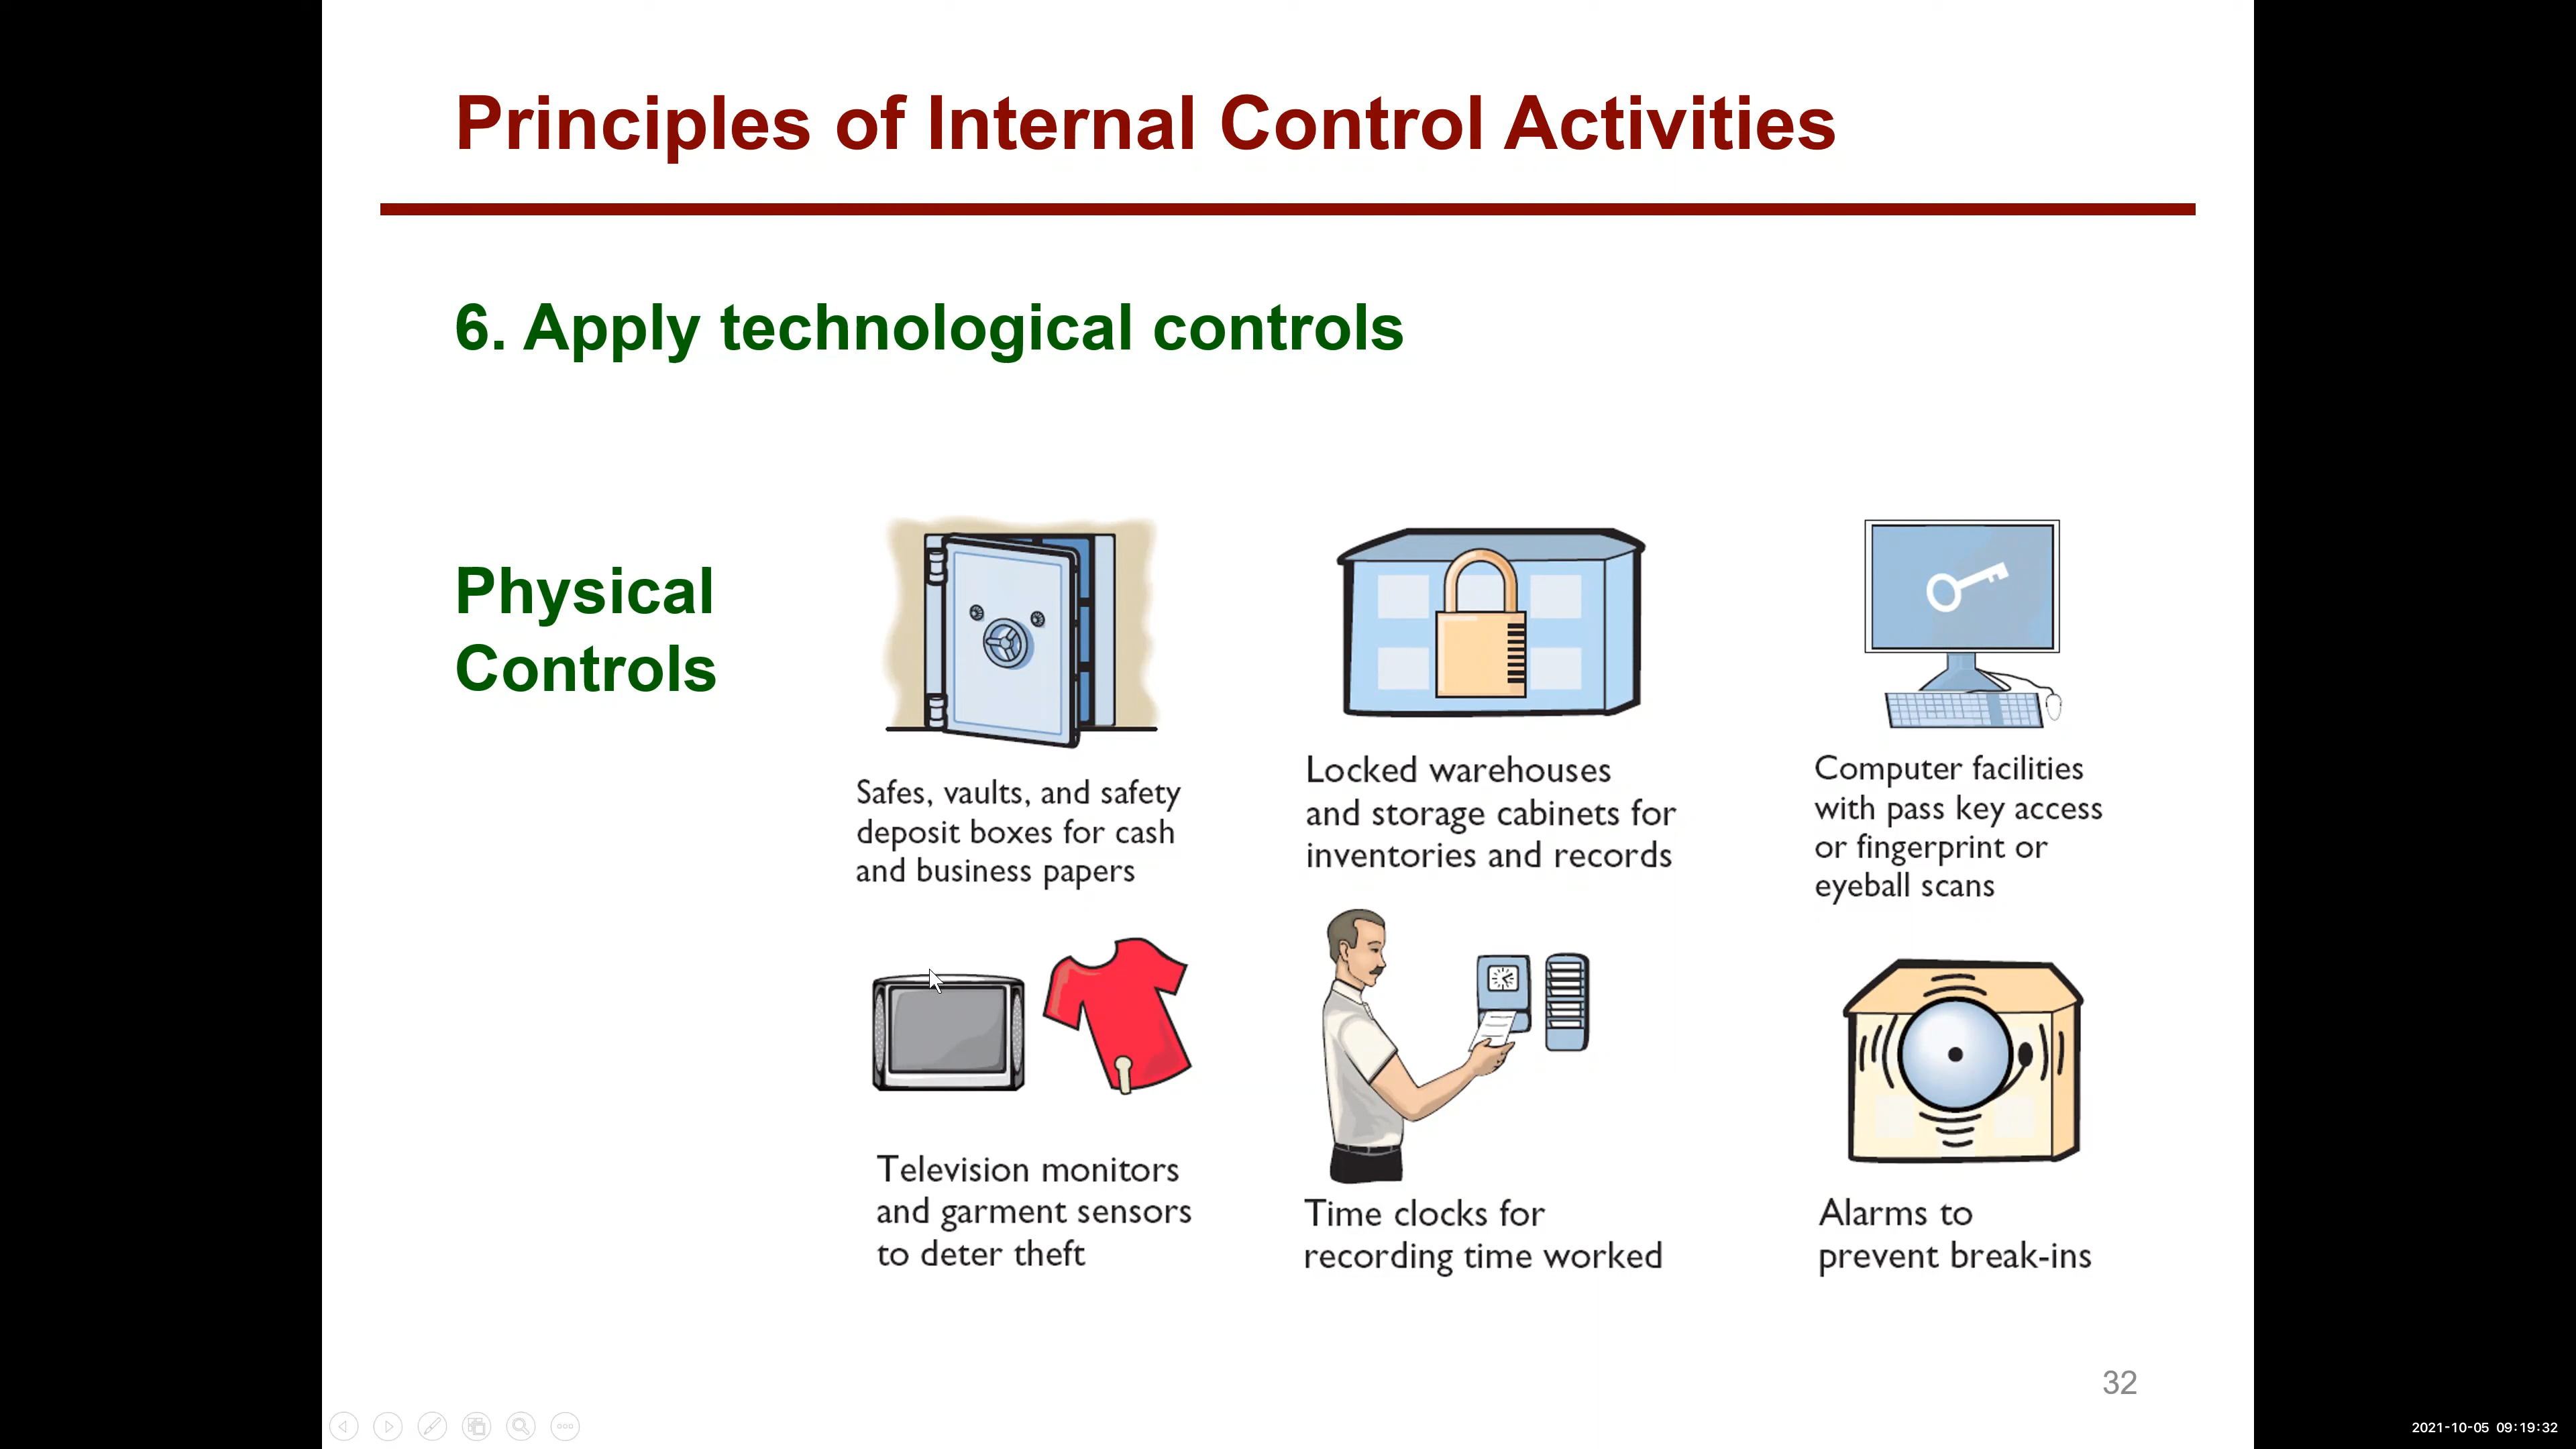 Principles of Internal Control Activities
6. Apply technological controls
Physical
Controls
Safes, vaults, and safety
deposit boxes for cash
and business papers
Locked warehouses
and storage cabinets for
inventories and records
Computer facilities
with pass key access
or fingerprint or
eyeball scans
Television monitors
and garment sensors
to deter theft
Time clocks for
recording time worked
Alarms to
prevent break-ins
32
2021-10-05 09:19:32